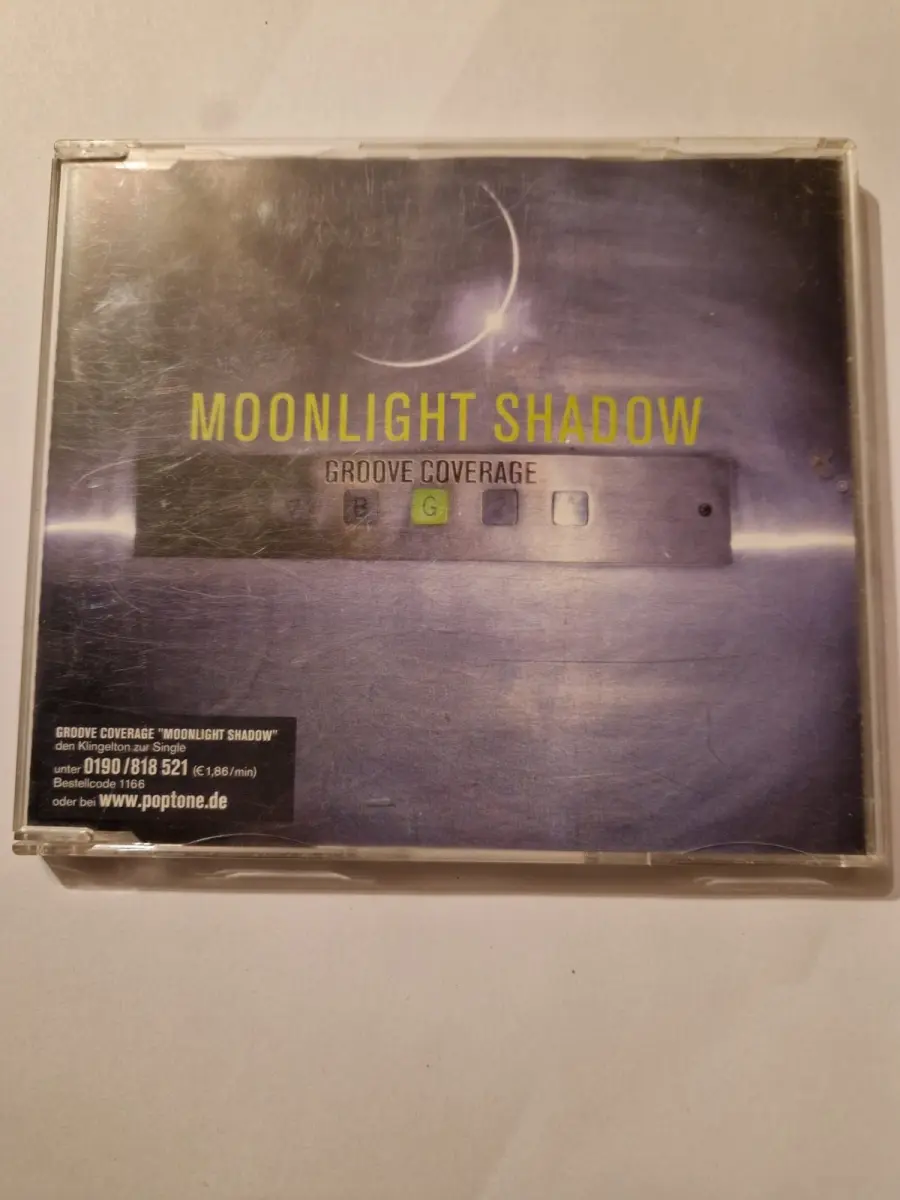 MOONLIGHT SHADOW
GROOVE COVERAGE
B G
GROOVE COVERAGE "MOONLIGHT SHADOW"
den Klingelton zur Single
unter 0190/818 521 (€1,86/min)
Bestellcode 1166
oder bei www.poptone.de